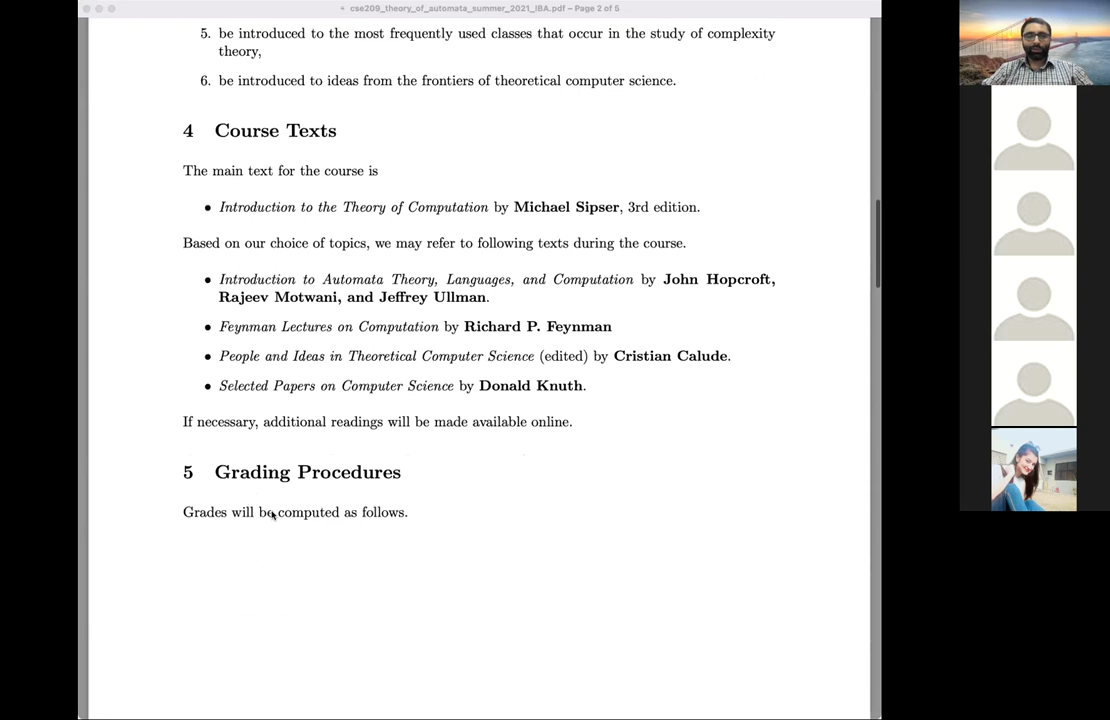 + cse209_theory_of_automata_summer_2021_IBA.pdf – Page 2 of 5
5. be introduced to the most frequently used classes that occur in the study of complexity
theory,
6. be introduced to ideas from the frontiers of theoretical computer science.
4 Course Texts
The main text for the course is
• Introduction to the Theory of Computation by Michael Sipser, 3rd edition.
Based on our choice of topics, we may refer to following texts during the course.
• Introduction to Automata Theory, Languages, and Computation by John Hopcroft,
Rajeev Motwani, and Jeffrey Ullman.
• Feynman Lectures on Computation by Richard P. Feynman
• People and Ideas in Theoretical Computer Science (edited) by Cristian Calude.
• Selected Papers on Computer Science by Donald Knuth.
If necessary, additional readings will be made available online.
5 Grading Procedures
Grades will be computed as follows.